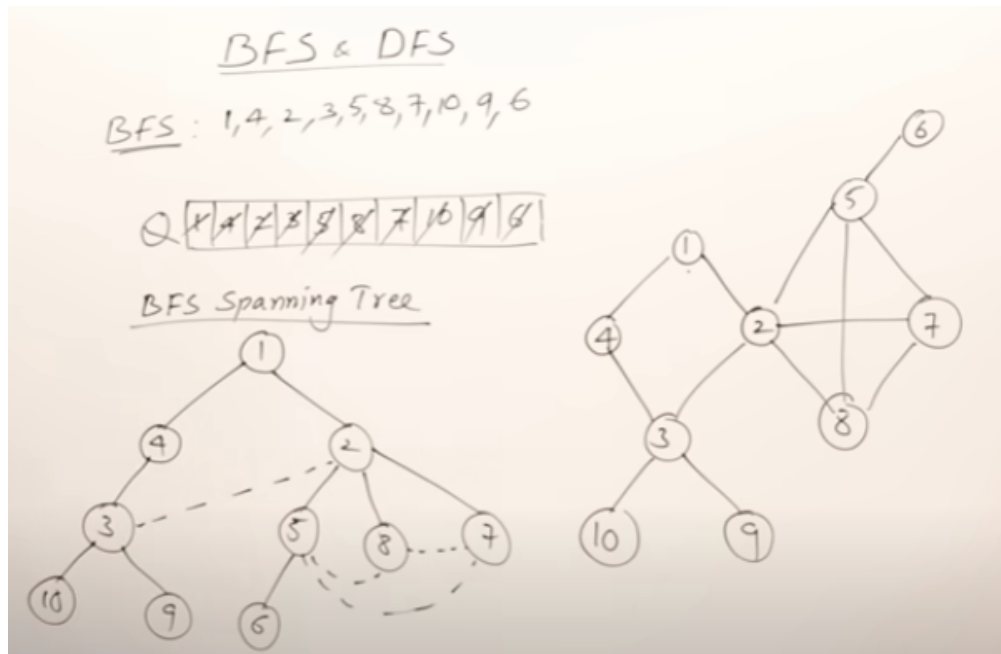 BFS & DFS
BFS : 1, 4, 2, 3, 5, 8, 7, 10, 9, 6
Q 1 4 2 3 5 8 7 10 9 6
BFS Spanning Tree
1
4 2
3 5 8 7
10 9 6
6
5
1
4 2 7
3 8
10 9